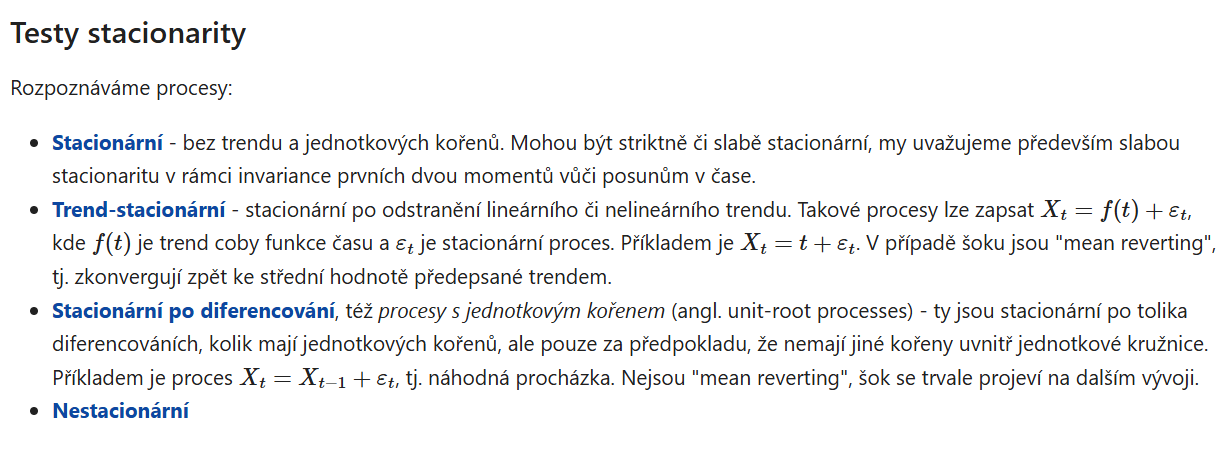 Testy stacionarity
Rozpoznáváme procesy:
• Stacionární - bez trendu a jednotkových kořenů. Mohou být striktně či slabě stacionární, my uvažujeme především slabou
stacionaritu v rámci invariance prvních dvou momentů vůči posunům v čase.
• Trend-stacionární - stacionární po odstranění lineárního či nelineárního trendu. Takové procesy lze zapsat X_t = f(t) + ε_t,
kde f(t) je trend coby funkce času a ε_t je stacionární proces. Příkladem je X_t = t + ε_t. V případě šoku jsou "mean reverting",
tj. zkonvergují zpět ke střední hodnotě předepsané trendem.
• Stacionární po diferencování, též procesy s jednotkovým kořenem (angl. unit-root processes) - ty jsou stacionární po tolika
diferencováních, kolik mají jednotkových kořenů, ale pouze za předpokladu, že nemají jiné kořeny uvnitř jednotkové kružnice.
Příkladem je proces X_t = X_{t−1} + ε_t, tj. náhodná procházka. Nejsou "mean reverting", šok se trvale projeví na dalším vývoji.
• Nestacionární